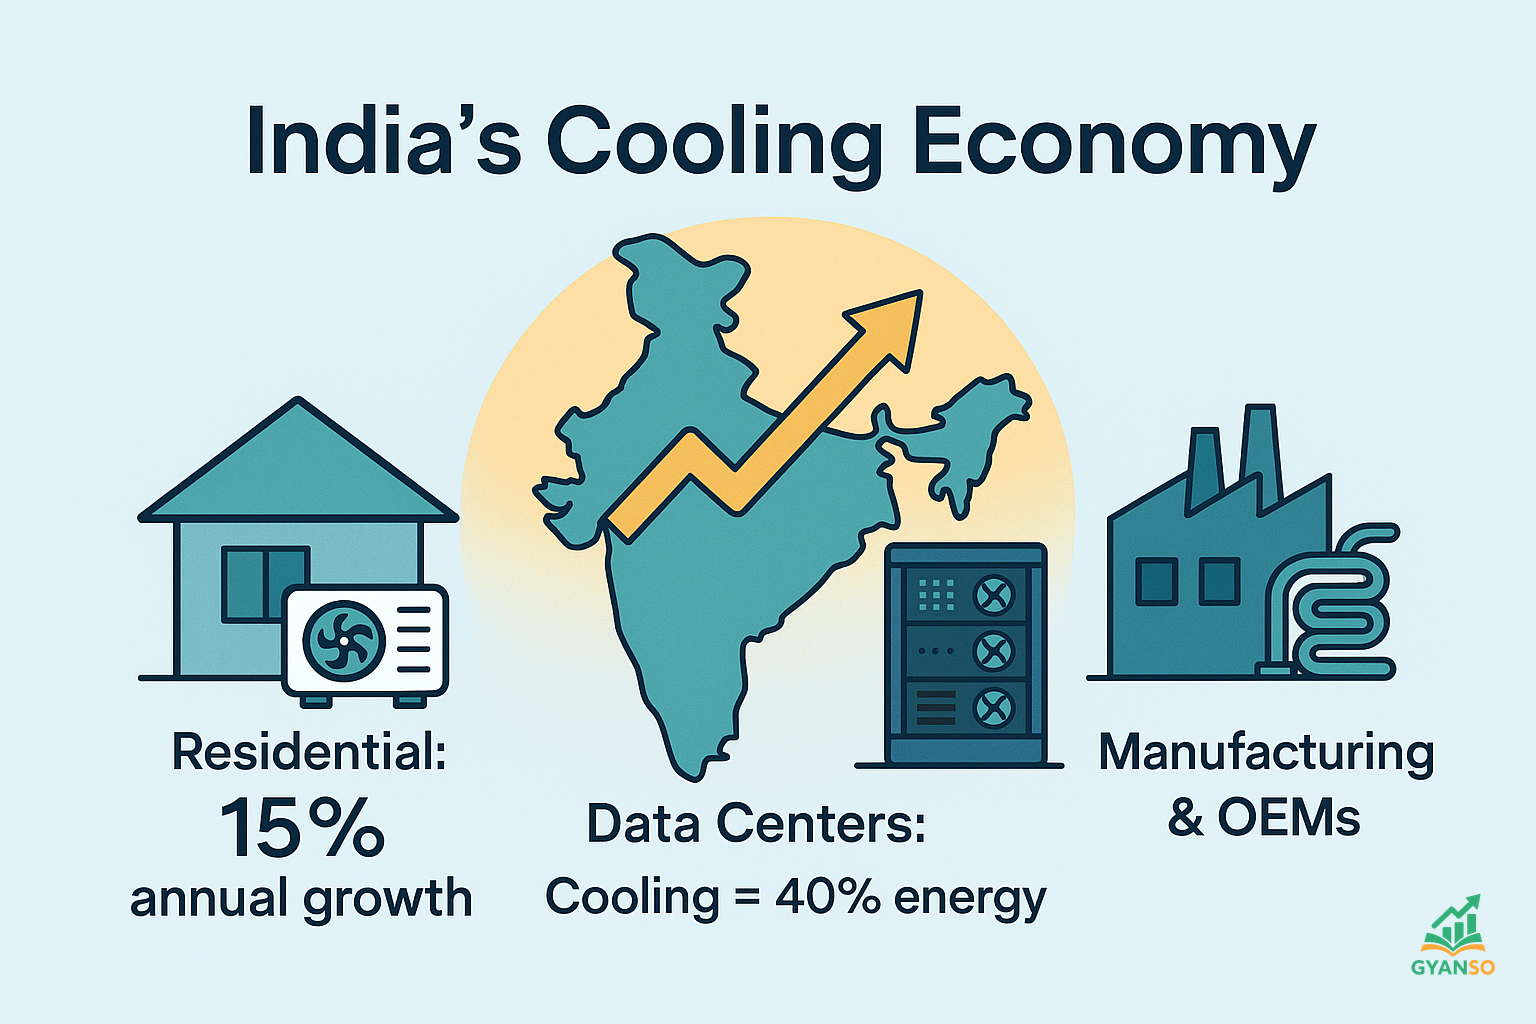 India’s Cooling Economy
Residential:
15%
annual growth
Data Centers:
Cooling = 40% energy
Manufacturing
& OEMs
GYANSO